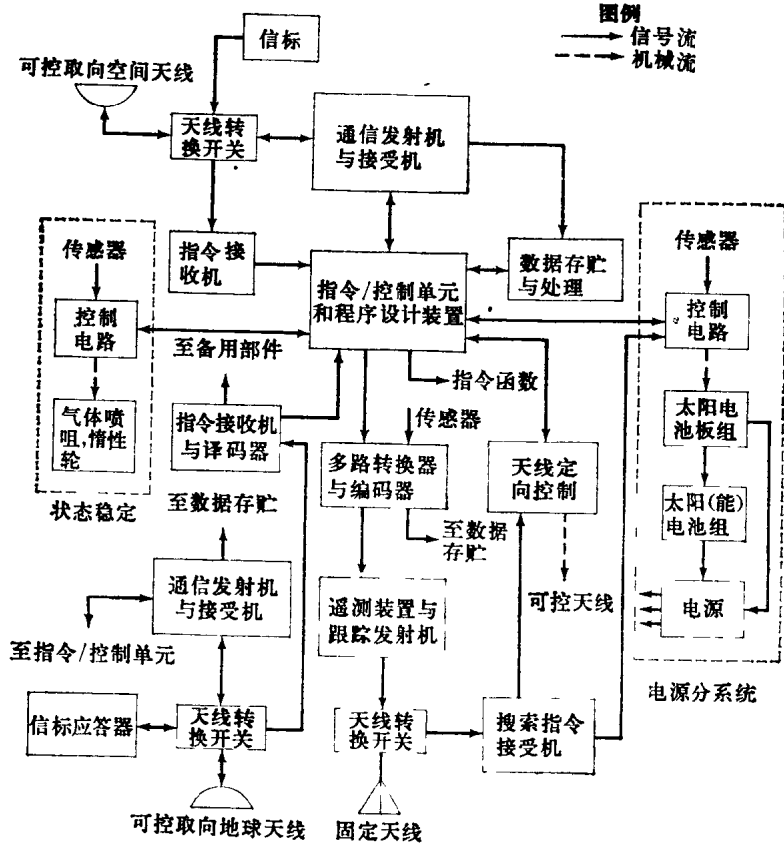 图例
信号流
机械流
信标
可控取向空间天线
天线转
换开关
通信发射机
与接受机
传感器
指令接
收机
指令/控制单元
和程序设计装置
数据存贮
与处理
传感器
控制
电路
控制
电路
至备用部件
指令函数
气体喷
咀,惰性
轮
指令接收机
与译码器
传感器
多路转换器
与编码器
天线定
向控制
太阳电
池板组
状态稳定
至数据存贮
至数据
存贮
太阳(能)
电池组
通信发射机
与接受机
遥测装置与
跟踪发射机
可控天线
电源
至指令/控制单元
电源分系统
信标应答器
天线转
换开关
天线转
换开关
搜索指令
接受机
可控取向地球天线
固定天线